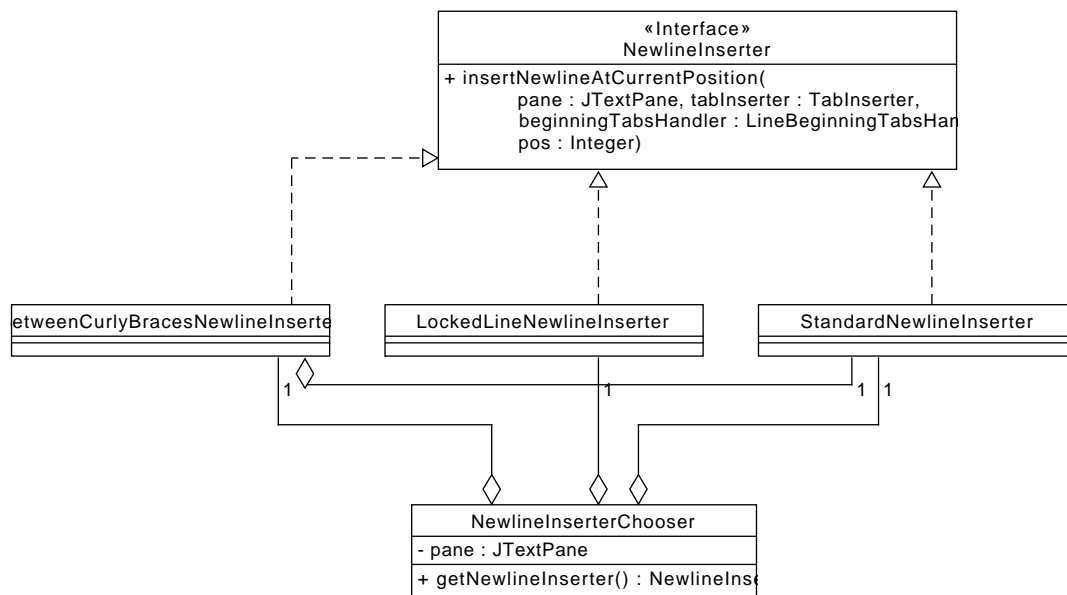 «Interface»
NewlineInserter
+ insertNewlineAtCurrentPosition(
pane : JTextPane, tabInserter : TabInserter,
beginningTabsHandler : LineBeginningTabsHan
pos : Integer)
etweenCurlyBracesNewlineInserte
LockedLineNewlineInserter
StandardNewlineInserter
1
1
1
1
NewlineInserterChooser
- pane : JTextPane
+ getNewlineInserter() : NewlineInse